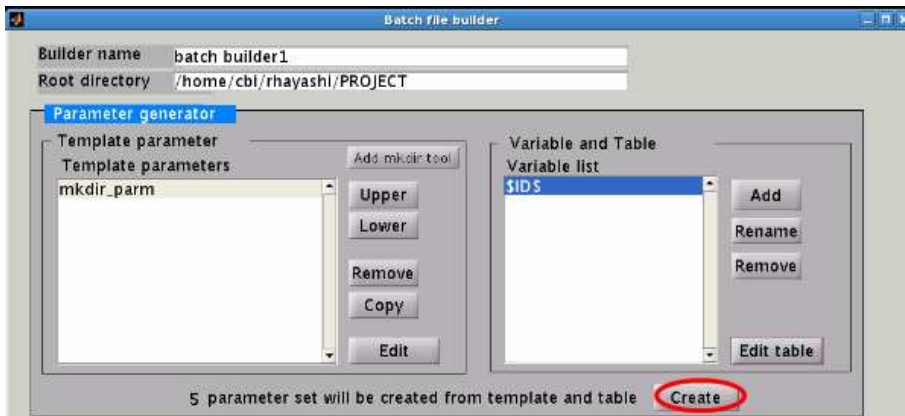 Batch file builder
Builder name
batch builder1
Root directory
/home/cbi/rhayashi/PROJECT
Parameter generator
Template parameter
Template parameters
mkdir_parm
Add mkdir tool
Upper
Lower
Remove
Copy
Edit
Variable and Table
Variable list
$ID$
Add
Rename
Remove
Edit table
5 parameter set will be created from template and table
Create